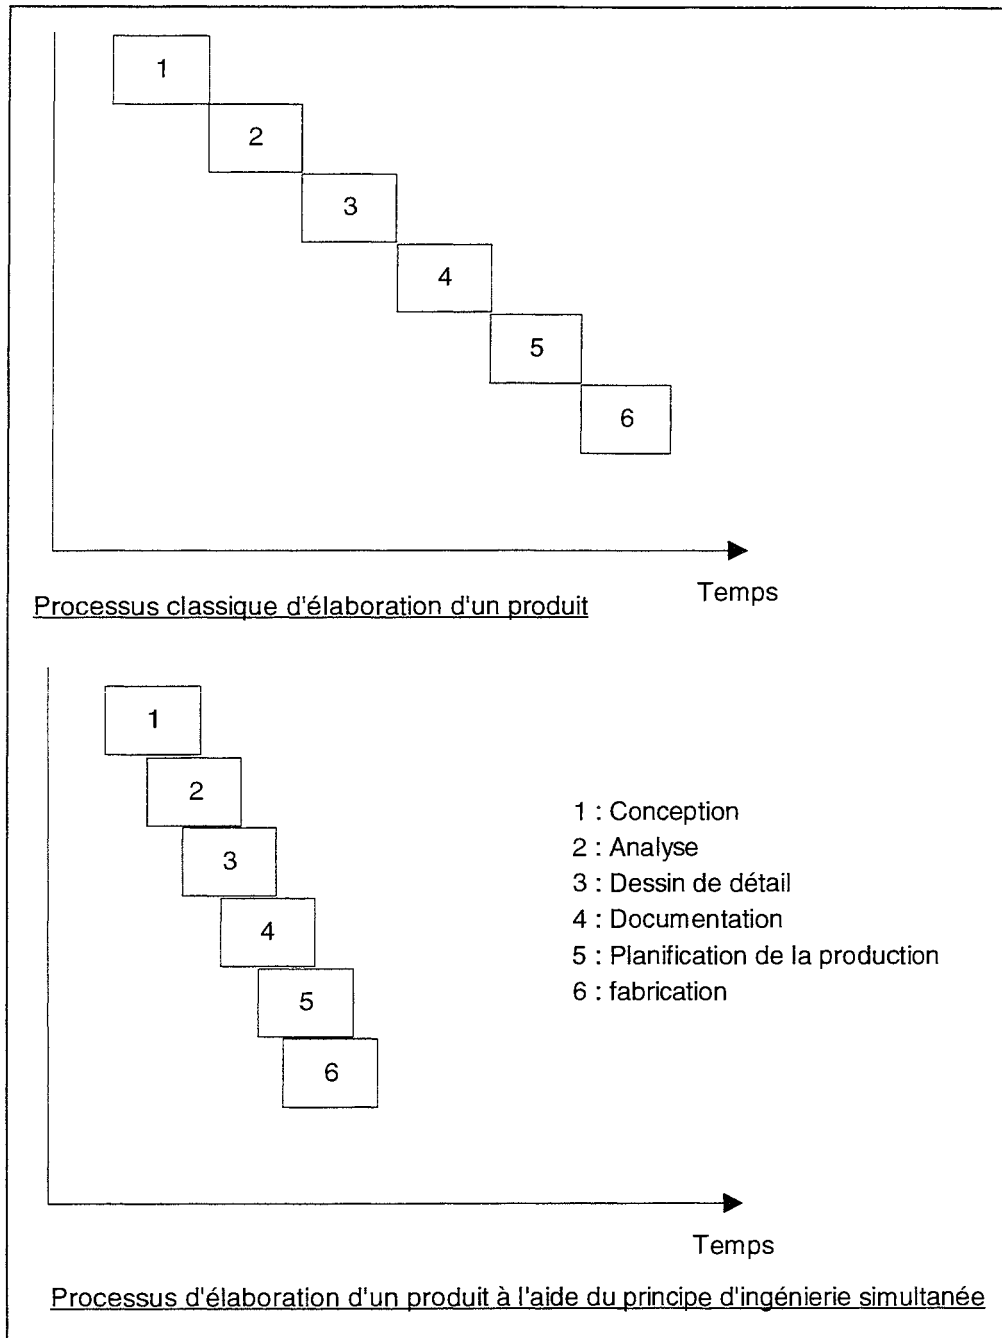 1
2
3
4
5
6
Temps
Processus classique d'élaboration d'un produit
1
2
3
4
5
6
1 : Conception
2 : Analyse
3 : Dessin de détail
4 : Documentation
5 : Planification de la production
6 : fabrication
Temps
Processus d'élaboration d'un produit à l'aide du principe d'ingénierie simultanée